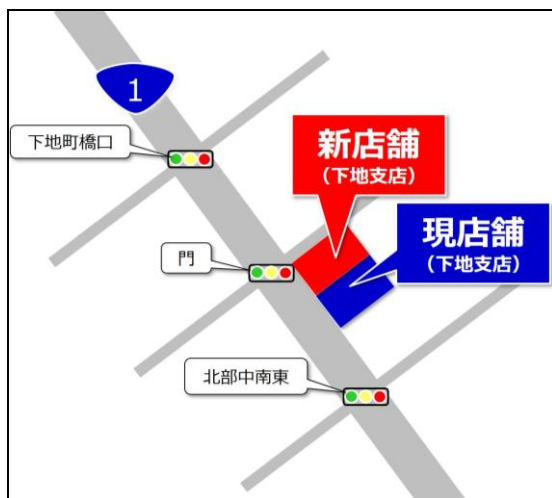 1
下地町橋口
新店舗
(下地支店)
現店舗
(下地支店)
門
北部中南東